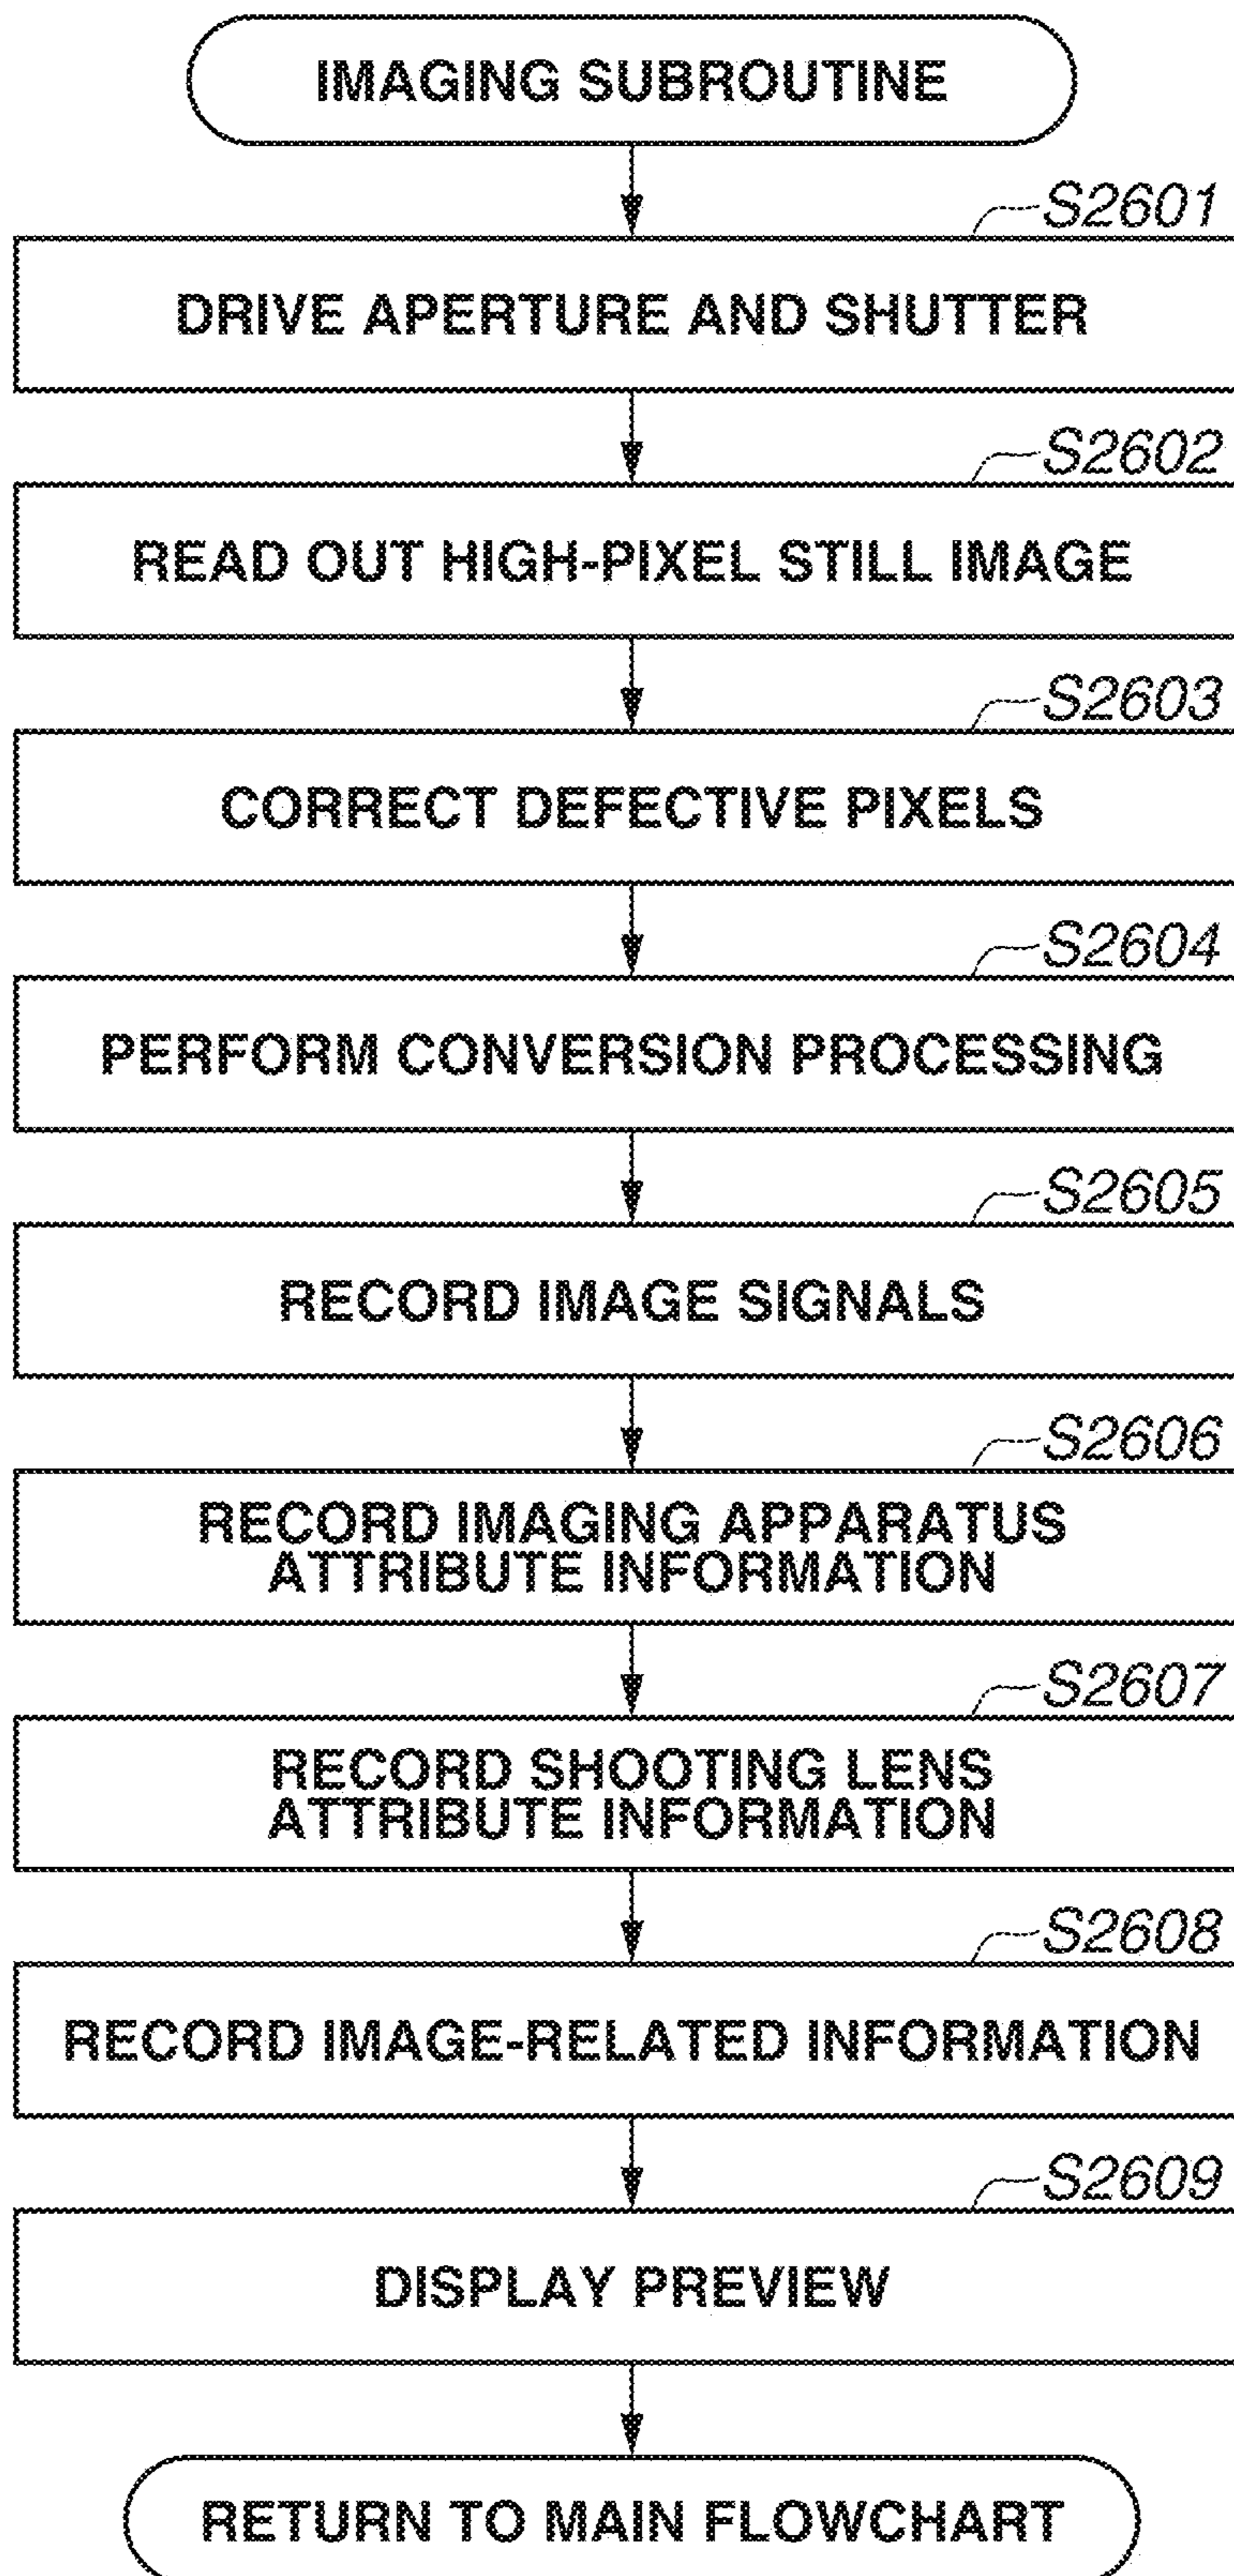 IMAGING SUBROUTINE
S2601
DRIVE APERTURE AND SHUTTER
S2602
READ OUT HIGH-PIXEL STILL IMAGE
S2603
CORRECT DEFECTIVE PIXELS
S2604
PERFORM CONVERSION PROCESSING
S2605
RECORD IMAGE SIGNALS
S2606
RECORD IMAGING APPARATUS
ATTRIBUTE INFORMATION
S2607
RECORD SHOOTING LENS
ATTRIBUTE INFORMATION
S2608
RECORD IMAGE-RELATED INFORMATION
S2609
DISPLAY PREVIEW
RETURN TO MAIN FLOWCHART